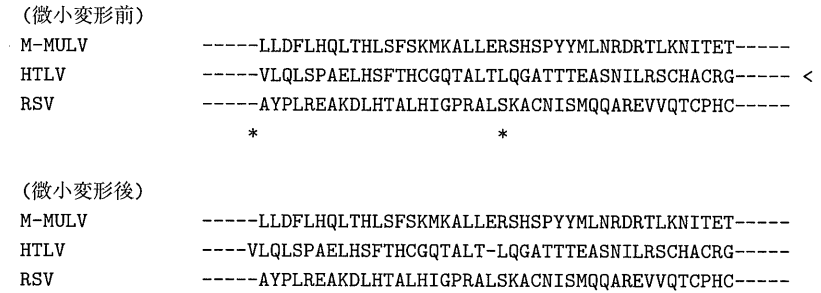 (微小変形前)
M-MULV -----LLDFLHQLTHLSFSKMKALLERSHSPYYMLNRDRTLKNITET-----
HTLV -----VLQLSPAELHSFTHCGQTALTLQGATTTEASNILRSCHACRG----- <
RSV -----AYPLREAKDLHTALHIGPRALSKACNISMQQAREVVQTCPHC-----
* *
(微小変形後)
M-MULV -----LLDFLHQLTHLSFSKMKALLERSHSPYYMLNRDRTLKNITET-----
HTLV ----VLQLSPAELHSFTHCGQTALT-LQGATTTEASNILRSCHACRG-----
RSV -----AYPLREAKDLHTALHIGPRALSKACNISMQQAREVVQTCPHC-----